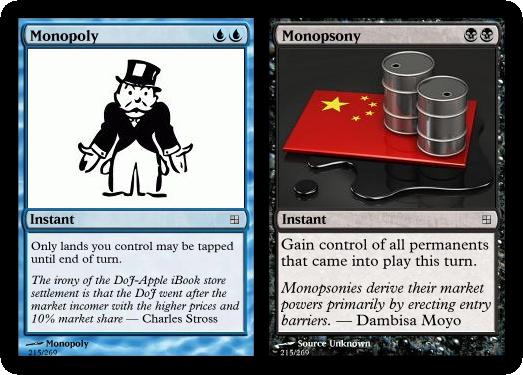 Monopoly
Instant
Only lands you control may be tapped
until end of turn.
The irony of the DoJ-Apple iBook store
settlement is that the DoJ went after the
market incomer with the higher prices and
10% market share — Charles Stross
Monopoly
215/269
Monopsony
Instant
Gain control of all permanents
that came into play this turn.
Monopsonies derive their market
powers primarily by erecting entry
barriers. — Dambisa Moyo
Source Unknown
215/269